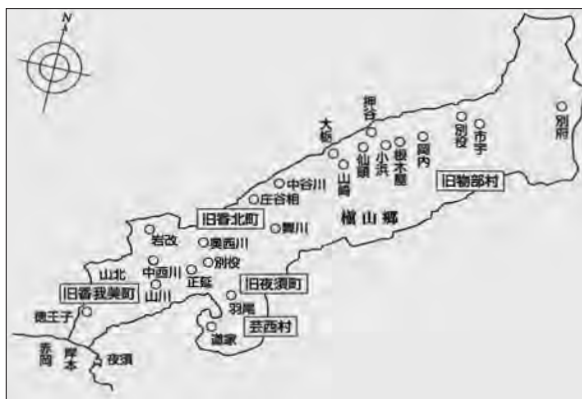 N
別府
市宇
別役
岡内
根木屋
小浜
仙頭
押谷
大栃
山崎
旧物部村
槇山郷
中谷川
庄谷相
旧香北町
舞川
岩改
奥西川
別役
山北
中西川
正延
山川
旧夜須町
羽尾
芸西村
道家
旧香我美町
徳王子
赤岡
岸本
夜須